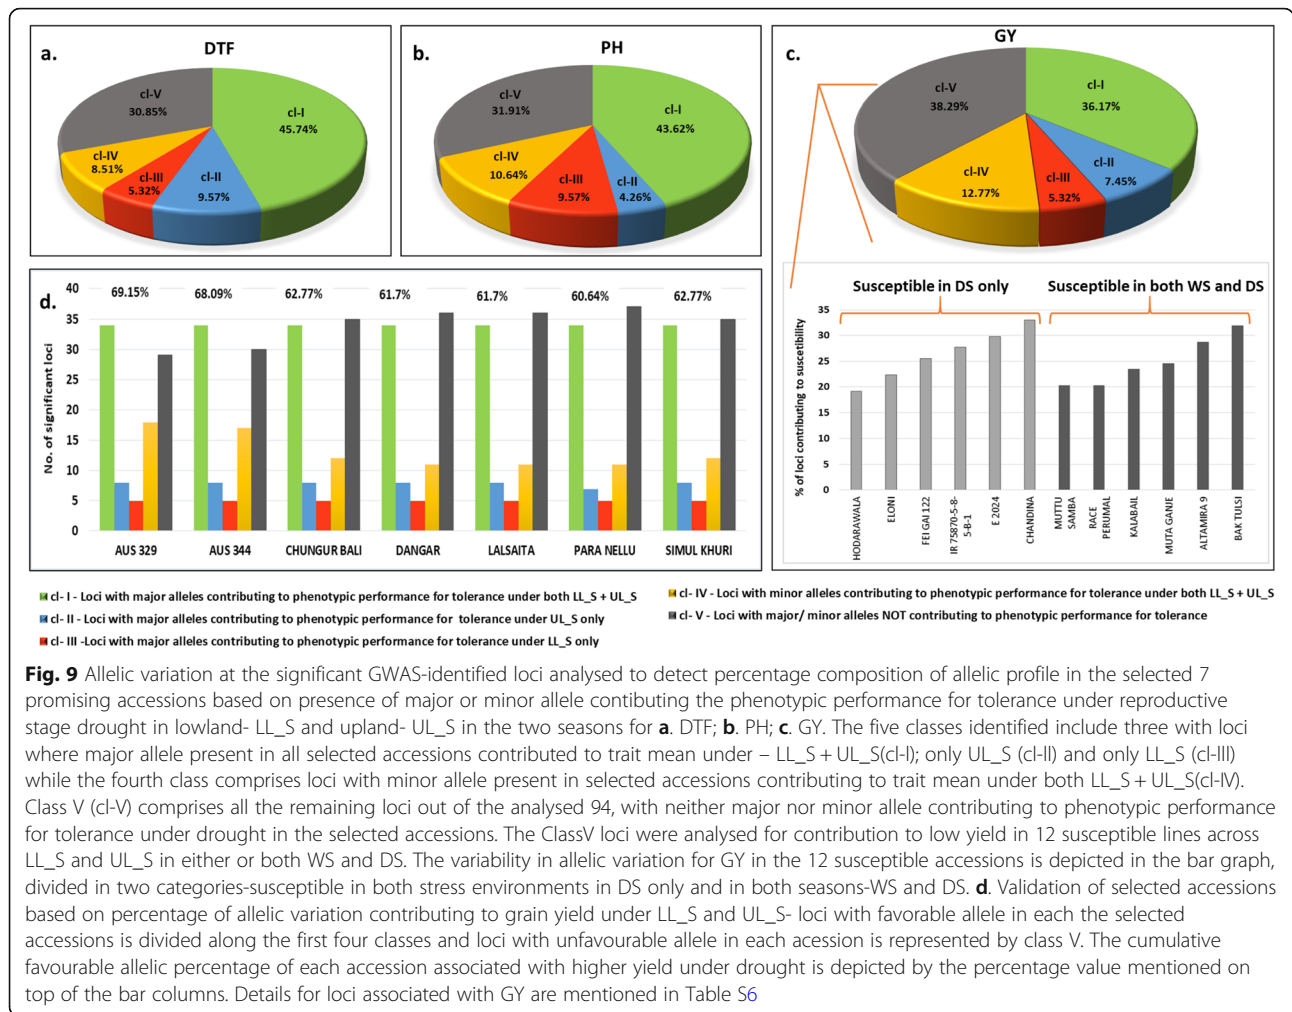 a.
DTF
cl-V
30.85%
cl-I
45.74%
cl-IV
8.51%
cl-III
5.32%
cl-II
9.57%
b.
PH
cl-V
31.91%
cl-I
43.62%
cl-IV
10.64%
cl-III
9.57%
cl-II
4.26%
c.
GY
cl-V
38.29%
cl-I
36.17%
cl-IV
12.77%
cl-III
5.32%
cl-II
7.45%
d.
No. of significant loci
40
35
30
25
20
15
10
5
0
69.15% 68.09% 62.77% 61.7% 61.7% 60.64% 62.77%
AUS 329 AUS 344 CHUNGUR BALI DANGAR LALSAITA PARA NELLU SIMUL KHURI
Susceptible in DS only Susceptible in both WS and DS
% of loci contributing to suscetibility
35
30
25
20
15
10
5
0
HODARAWALA
ELONI
FEI GAI 122
IR 75870-5-8-
5-B-1
E 2024
CHANDINA
MUTTU
SAMBA
RACE
PERUMAL
KALABAIL
MUTA GANJE
ALTAMIRA 9
BAK TULSI
cl- I - Loci with major alleles contributing to phenotypic performance for tolerance under both LL_S + UL_S
cl- II - Loci with major alleles contributing to phenotypic performance for tolerance under UL_S only
cl- III -Loci with major alleles contributing to phenotypic performance for tolerance under LL_S only
cl- IV - Loci with minor alleles contributing to phenotypic performance for tolerance under both LL_S + UL_S
cl- V - Loci with major/ minor alleles NOT contributing to phenotypic performance for tolerance
Fig. 9 Allelic variation at the significant GWAS-identified loci analysed to detect percentage composition of allelic profile in the selected 7
promising accessions based on presence of major or minor allele contibuting the phenotypic performance for tolerance under reproductive
stage drought in lowland- LL_S and upland- UL_S in the two seasons for a. DTF; b. PH; c. GY. The five classes identified include three with loci
where major allele present in all selected accessions contributed to trait mean under – LL_S + UL_S(cl-I); only UL_S (cl-II) and only LL_S (cl-III)
while the fourth class comprises loci with minor allele present in selected accessions contributing to trait mean under both LL_S + UL_S(cl-IV).
Class V (cl-V) comprises all the remaining loci out of the analysed 94, with neither major nor minor allele contributing to phenotypic performance
for tolerance under drought in the selected accessions. The ClassV loci were analysed for contribution to low yield in 12 susceptible lines across
LL_S and UL_S in either or both WS and DS. The variability in allelic variation for GY in the 12 susceptible accessions is depicted in the bar graph,
divided in two categories-susceptible in both stress environments in DS only and in both seasons-WS and DS. d. Validation of selected accessions
based on percentage of allelic variation contributing to grain yield under LL_S and UL_S- loci with favorable allele in each the selected
accessions is divided along the first four classes and loci with unfavourable allele in each acession is represented by class V. The cumulative
favourable allelic percentage of each accession associated with higher yield under drought is depicted by the percentage value mentioned on
top of the bar columns. Details for loci associated with GY are mentioned in Table S6